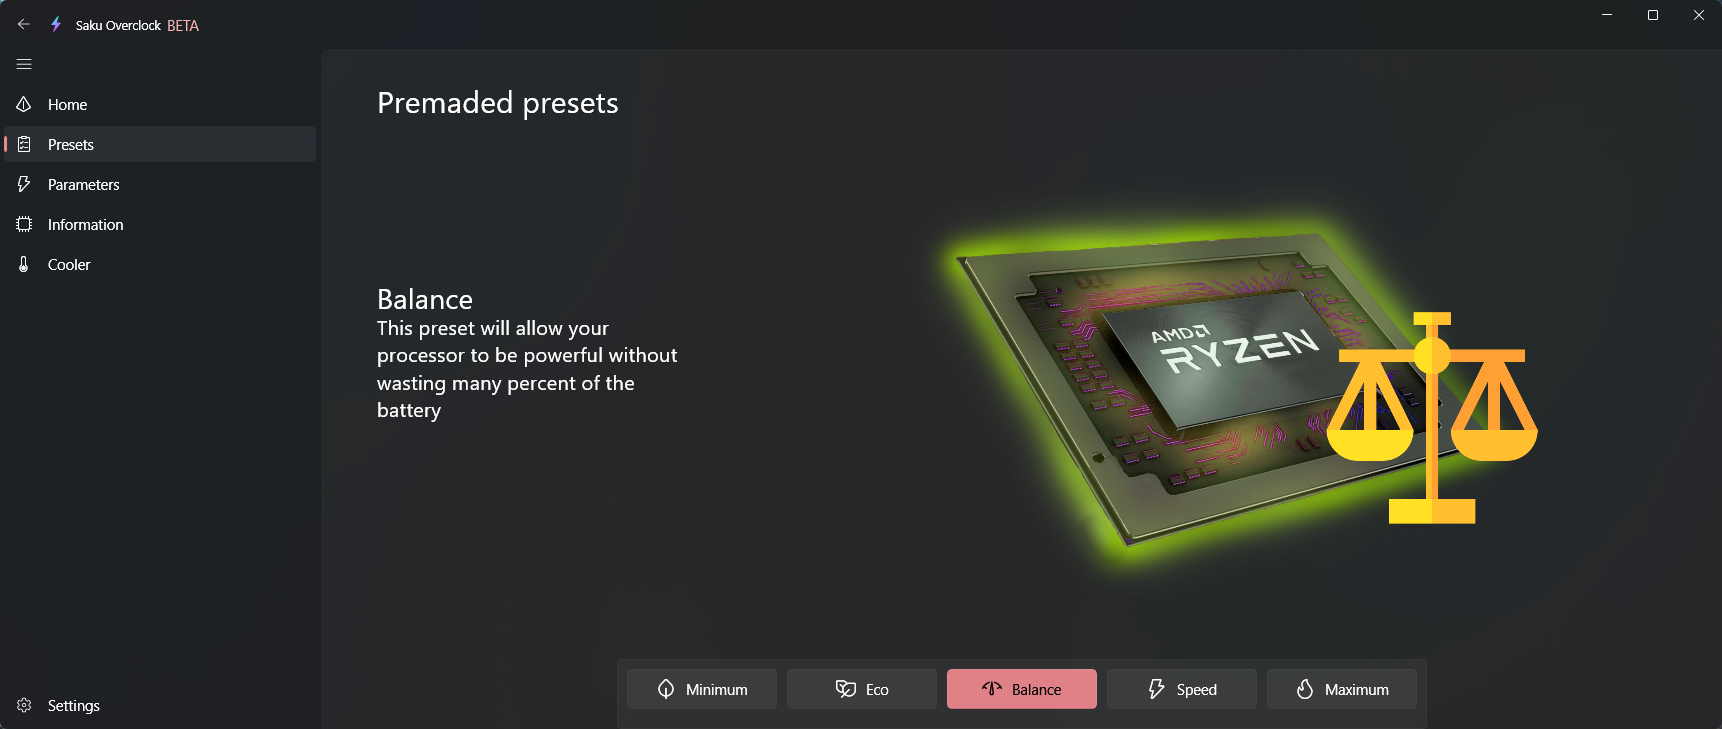 Saku Overclock BETA
Home
Presets
Parameters
Information
Cooler
Settings
Premaded presets
Balance
This preset will allow your
processor to be powerful without
wasting many percent of the
battery
AMD
RYZEN
Minimum
Eco
Balance
Speed
Maximum